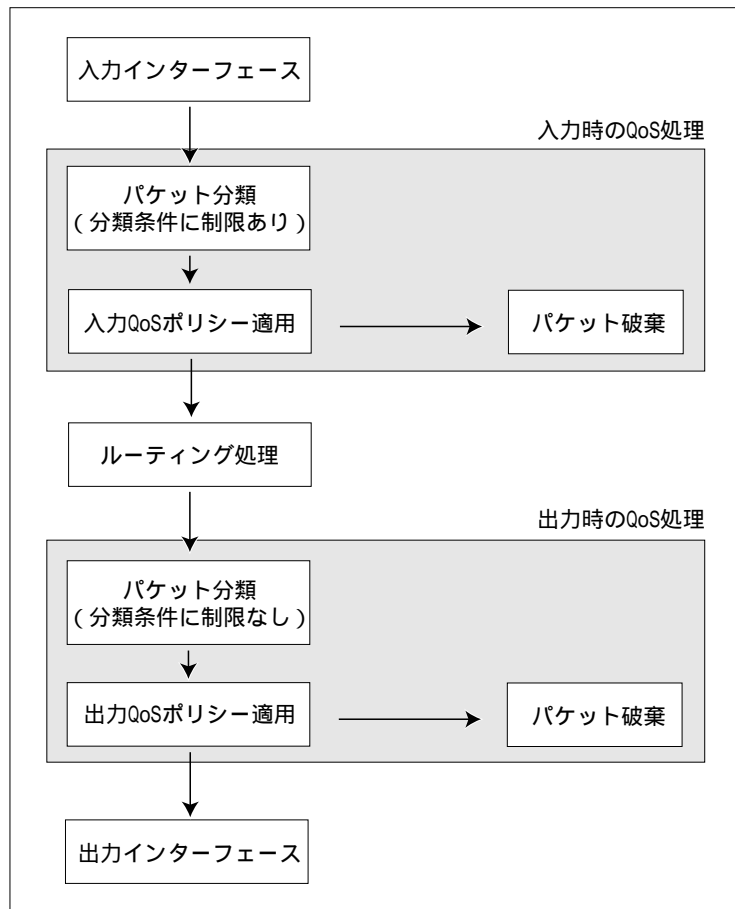 入力インターフェース
入力時のQoS処理
パケット分類
（分類条件に制限あり）
入力QoSポリシー適用
パケット破棄
ルーティング処理
出力時のQoS処理
パケット分類
（分類条件に制限なし）
出力QoSポリシー適用
パケット破棄
出力インターフェース